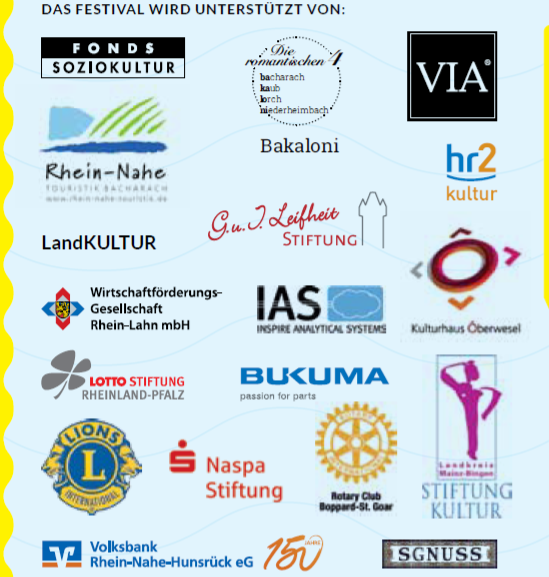 DAS FESTIVAL WIRD UNTERSTÜTZT VON:
FONDS
SOZIOKULTUR
Die
romantischen 4
bacharach
kaub
lorch
niederheimbach
Bakaloni
VIA®
Rhein-Nahe
TOURISTIK BACHARACH
www.rhein-nahe-touristik.de
hr2
kultur
LandKULTUR
G.u.I. Leifheit
STIFTUNG
Kulturhaus Oberwesel
Wirtschaftförderungs-
Gesellschaft
Rhein-Lahn mbH
IAS
INSPIRE ANALYTICAL SYSTEMS
LOTTO STIFTUNG
RHEINLAND-PFALZ
BUKUMA
passion for parts
Landkreis
Mainz-Bingen
STIFTUNG
KULTUR
LIONS
L
INTERNATIONAL
Naspa
Stiftung
ROTARY
INTERNATIONAL
Rotary Club
Boppard-St. Goar
Volksbank
Rhein-Nahe-Hunsrück eG
150 JAHRE
SGNUSS